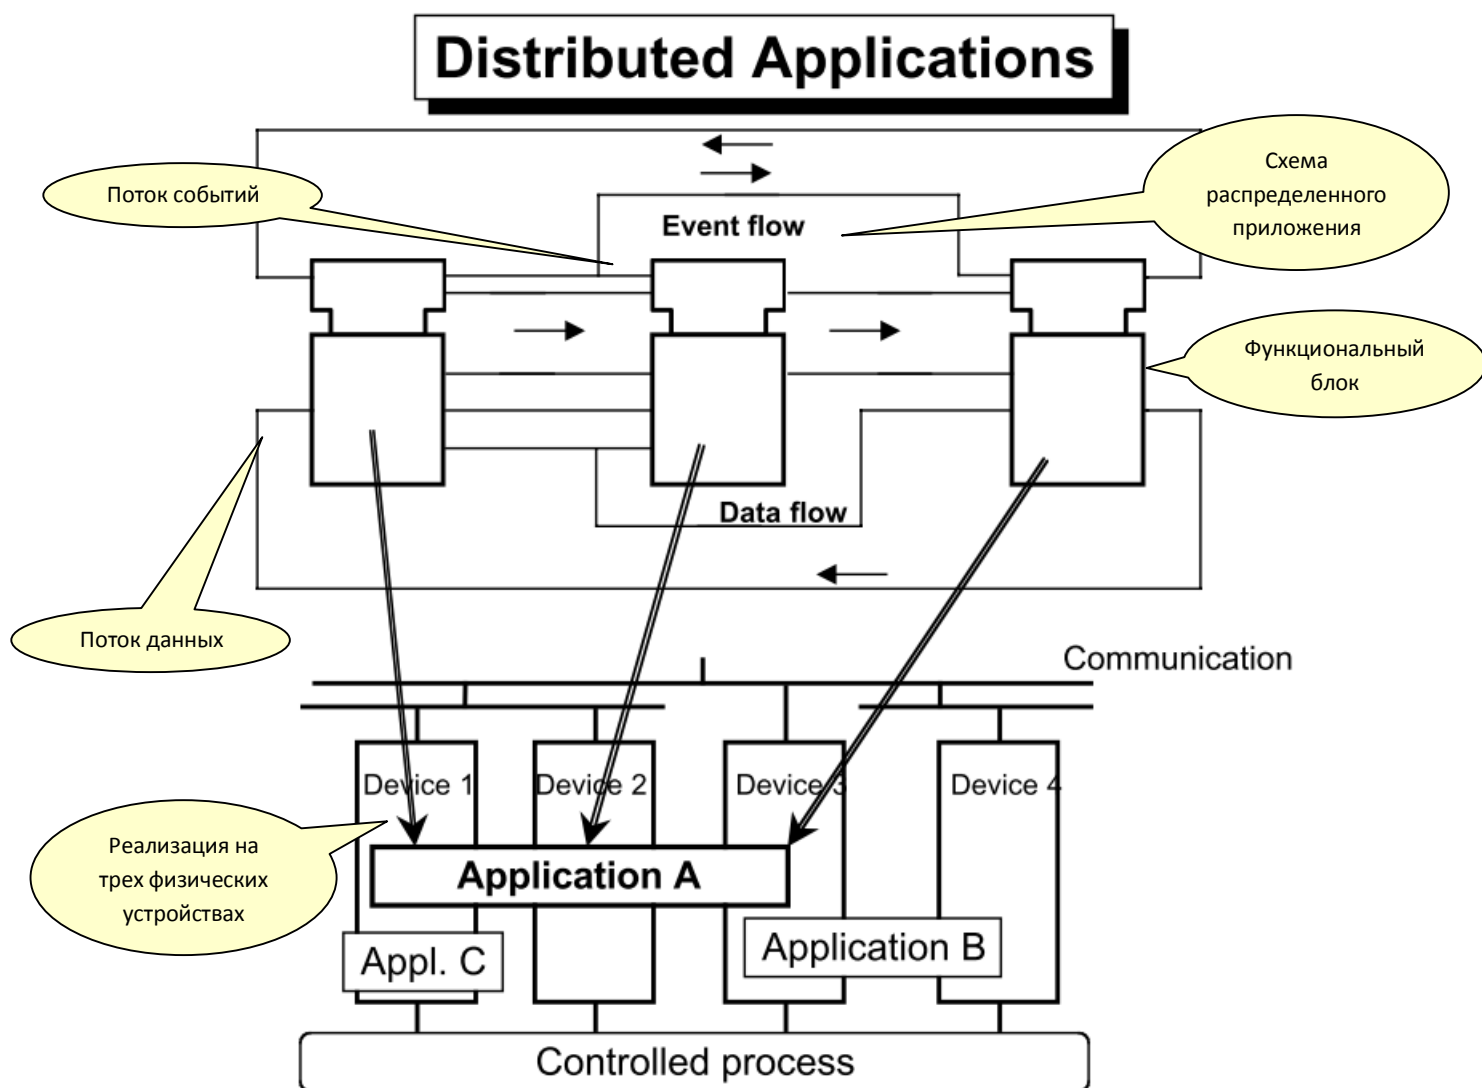 Distributed Applications
Поток событий
Схема
распределенного
приложения
Event flow
Функциональный
блок
Data flow
Поток данных
Communication
Device 1
Device 2
Device 3
Device 4
Реализация на
трех физических
устройствах
Application A
Application B
Appl. C
Controlled process